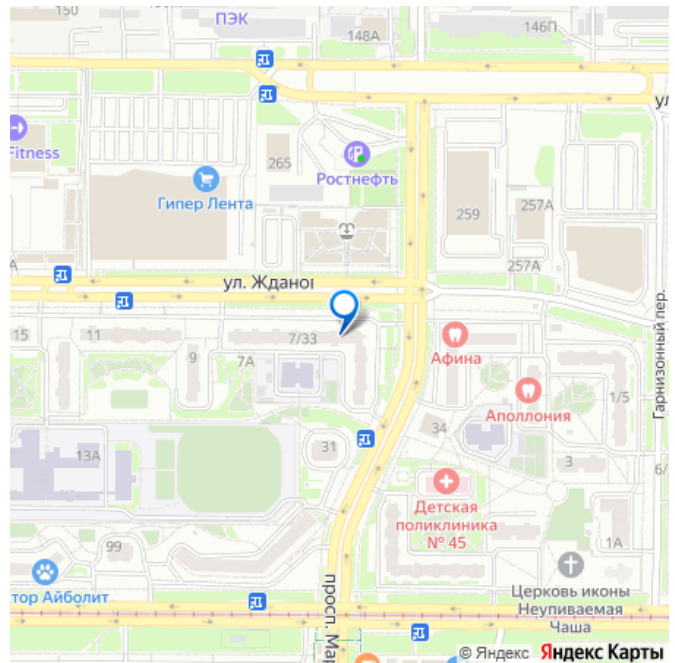 150
ПЭК
148А
146П
ул
Fitness
265
Ростнефть
Гипер Лента
259
257А
257А
А
ул. Жданов
15
11
9
7А
7/33
Афина
Аполлония
1/5
Гарнизонный пер.
34
31
3
6/
13А
Детская
поликлиника
№ 45
99
1А
тор Айболит
Церковь иконы
Неупиваемая
Чаша
просп. Мар
© Яндекс Яндекс Карты